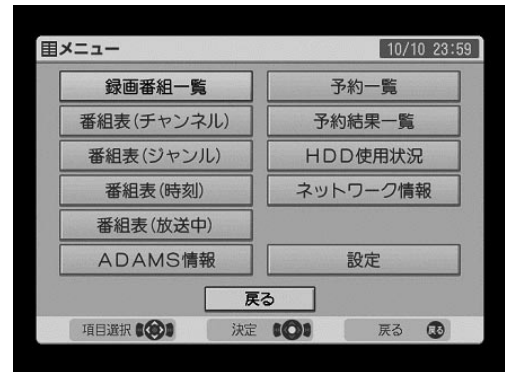 メニュー 10/10 23:59
録画番組一覧 予約一覧
番組表(チャンネル) 予約結果一覧
番組表(ジャンル) HDD使用状況
番組表(時刻) ネットワーク情報
番組表(放送中)
ADAMS情報 設定
戻る
項目選択 決定 戻る 戻る